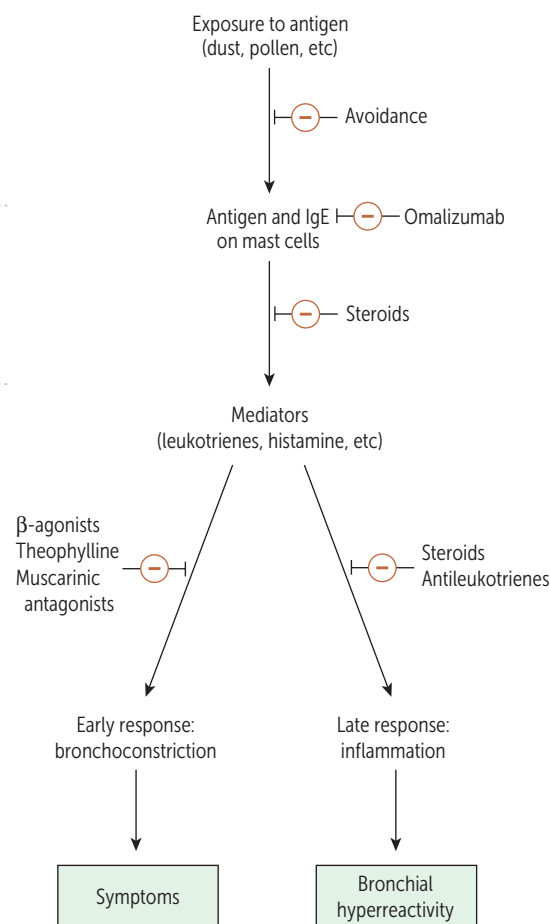 Exposure to antigen
(dust, pollen, etc)
Avoidance
Antigen and IgE
on mast cells
Omalizumab
Steroids
Mediators
(leukotrienes, histamine, etc)
β-agonists
Theophylline
Muscarinic
antagonists
Steroids
Antileukotrienes
Early response:
bronchoconstriction
Late response:
inflammation
Symptoms
Bronchial
hyperreactivity